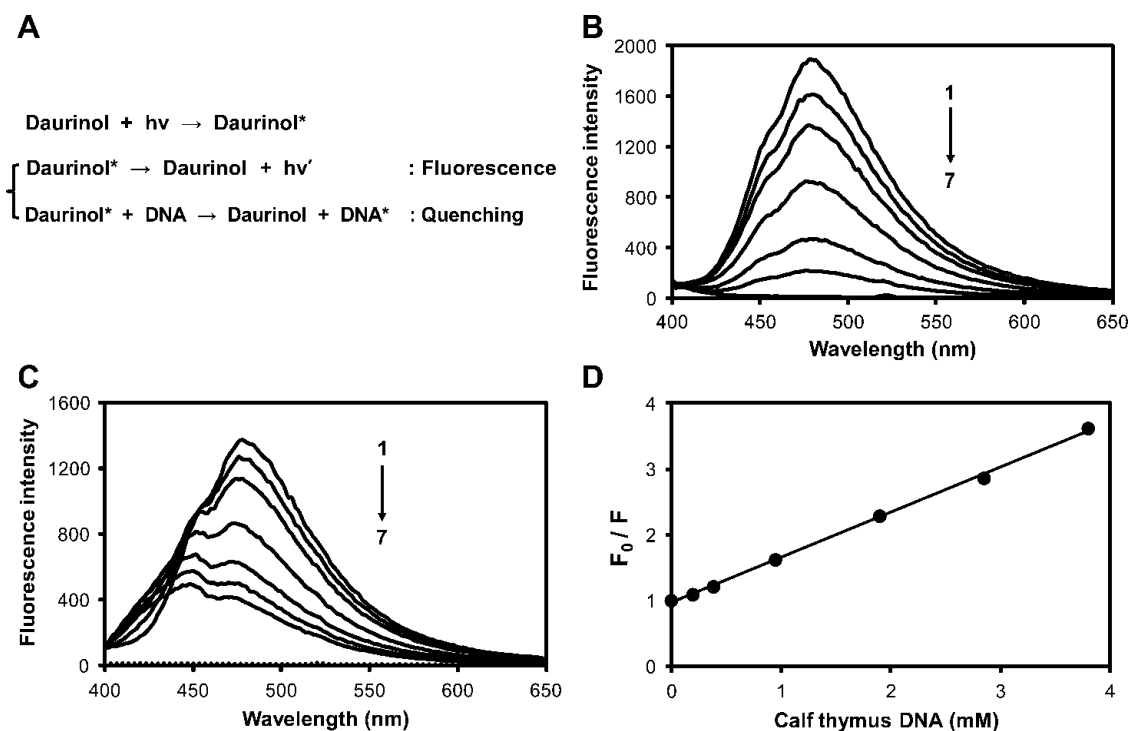 A
Daurinol + hν → Daurinol*
Daurinol* → Daurinol + hν′ : Fluorescence
Daurinol* + DNA → Daurinol + DNA* : Quenching
B
Fluorescence intensity
2000
1600
1200
800
400
0
1
7
400 450 500 550 600 650
Wavelength (nm)
C
Fluorescence intensity
1600
1200
800
400
0
1
7
400 450 500 550 600 650
Wavelength (nm)
D
F0 / F
4
3
2
1
0
0 1 2 3 4
Calf thymus DNA (mM)